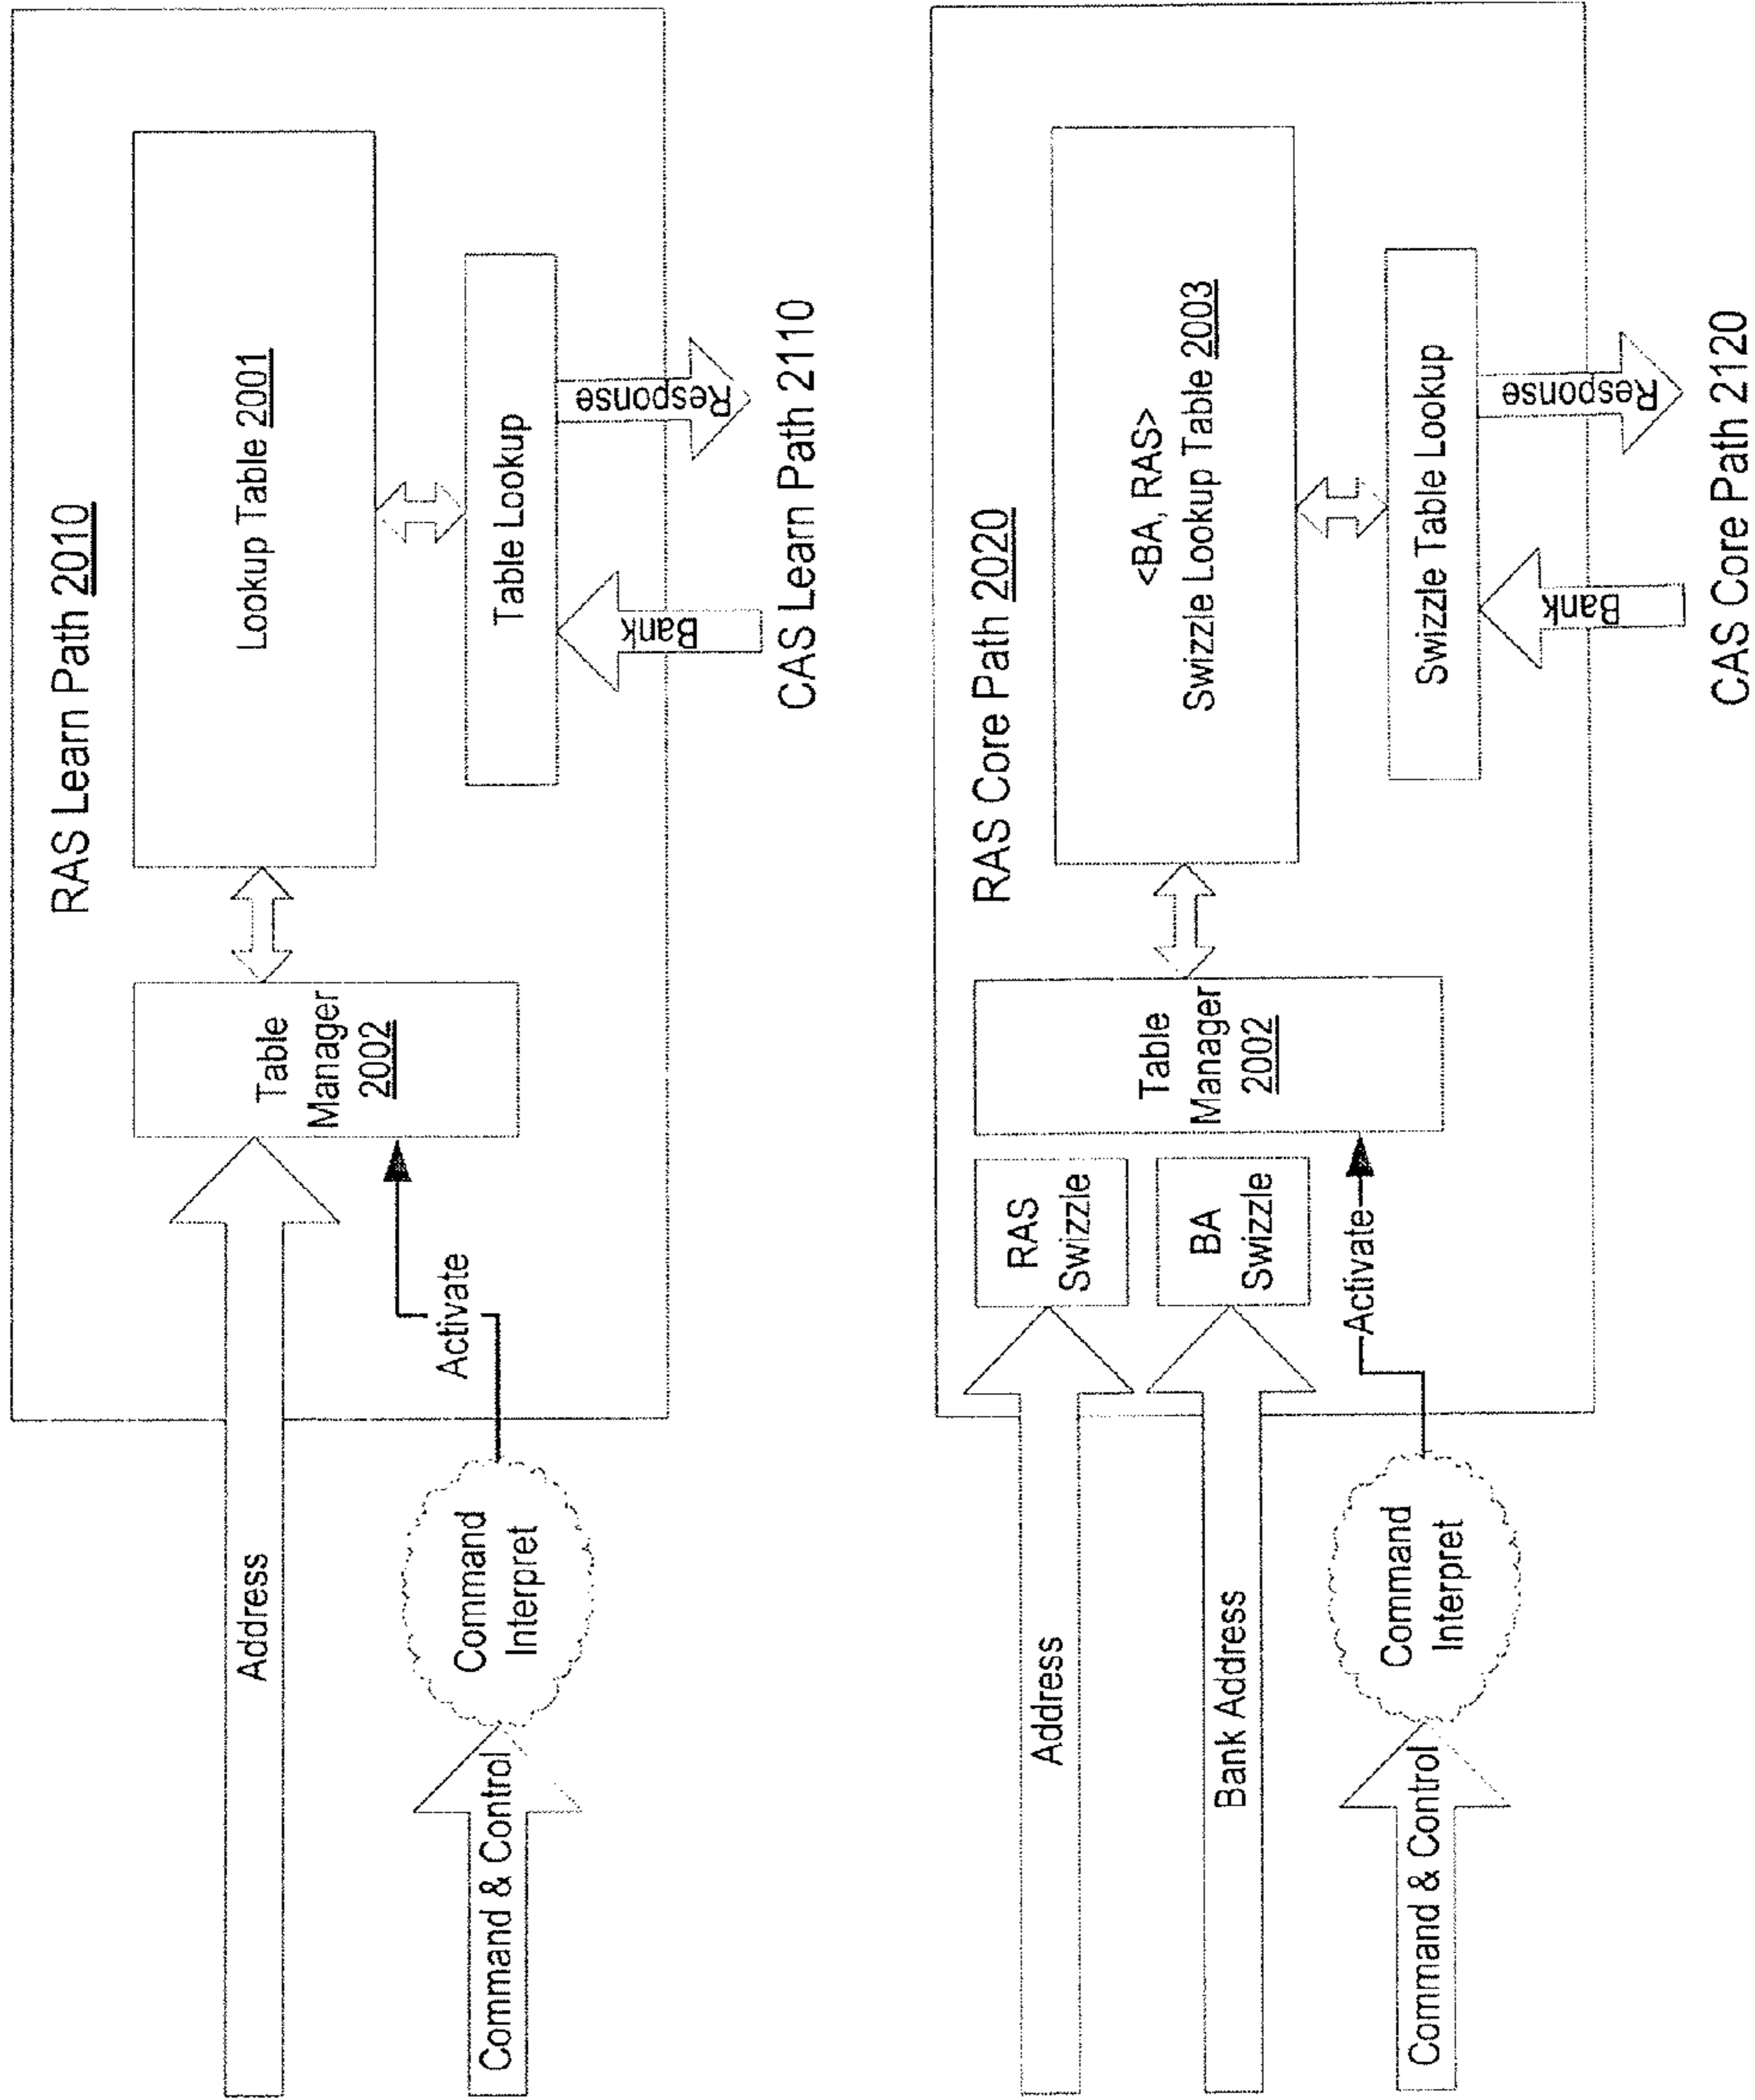 RAS Learn Path 2010
Lookup Table 2001
Table
Manager
2002
Table Lookup
Address
Activate
Command
Interpret
Command & Control
Bank
Response
CAS Learn Path 2110
RAS Core Path 2020
<BA, RAS>
Swizzle Lookup Table 2003
Table
Manager
2002
RAS
Swizzle
BA
Swizzle
Swizzle Table Lookup
Address
Bank Address
Activate
Command
Interpret
Command & Control
Bank
Response
CAS Core Path 2120